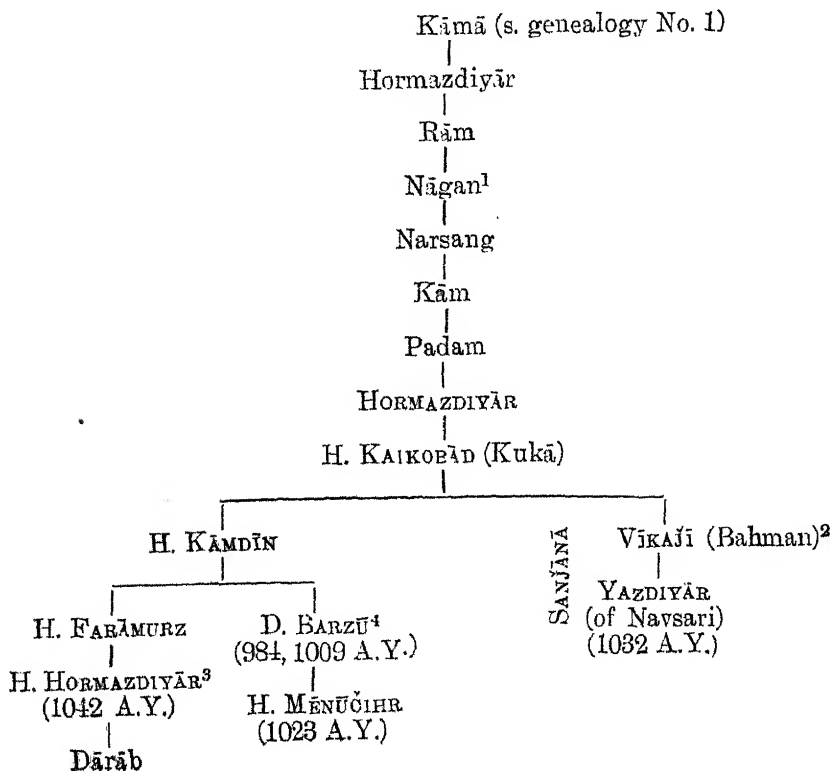 Kāmā (s. genealogy No. 1)
Hormazdiyār
Rām
Nāgan¹
Narsang
Kām
Padam
HORMAZDIYĀR
H. KAIKOBĀD (Kukā)
H. KĀMDĪN
SANJĀNĀ
VĪKAJĪ (Bahman)²
YAZDIYĀR
(of Navsari)
(1032 A.Y.)
H. FARĀMURZ
D. BARZŪ⁴
(984, 1009 A.Y.)
H. HORMAZDIYĀR³
(1042 A.Y.)
H. MĒNŪČIHR
(1023 A.Y.)
Dārāb